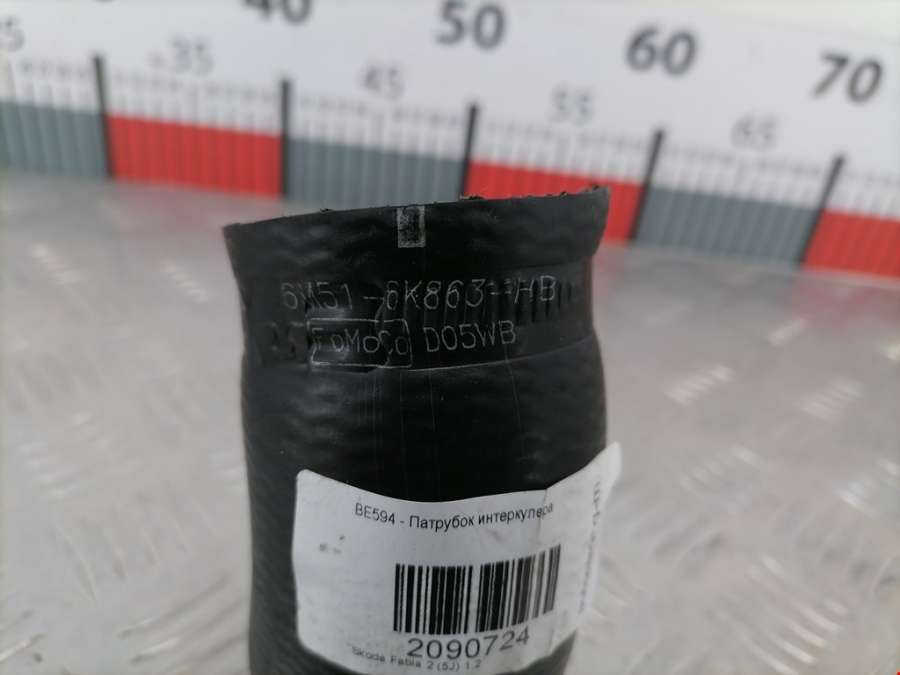 40 50 60 70
25 35 45 55 65
6M51-6K863-HB
FoMoCo D05WB
BE594 - Патрубок интеркулера
2090724
Skoda Fabia 2 (5J) 1.2